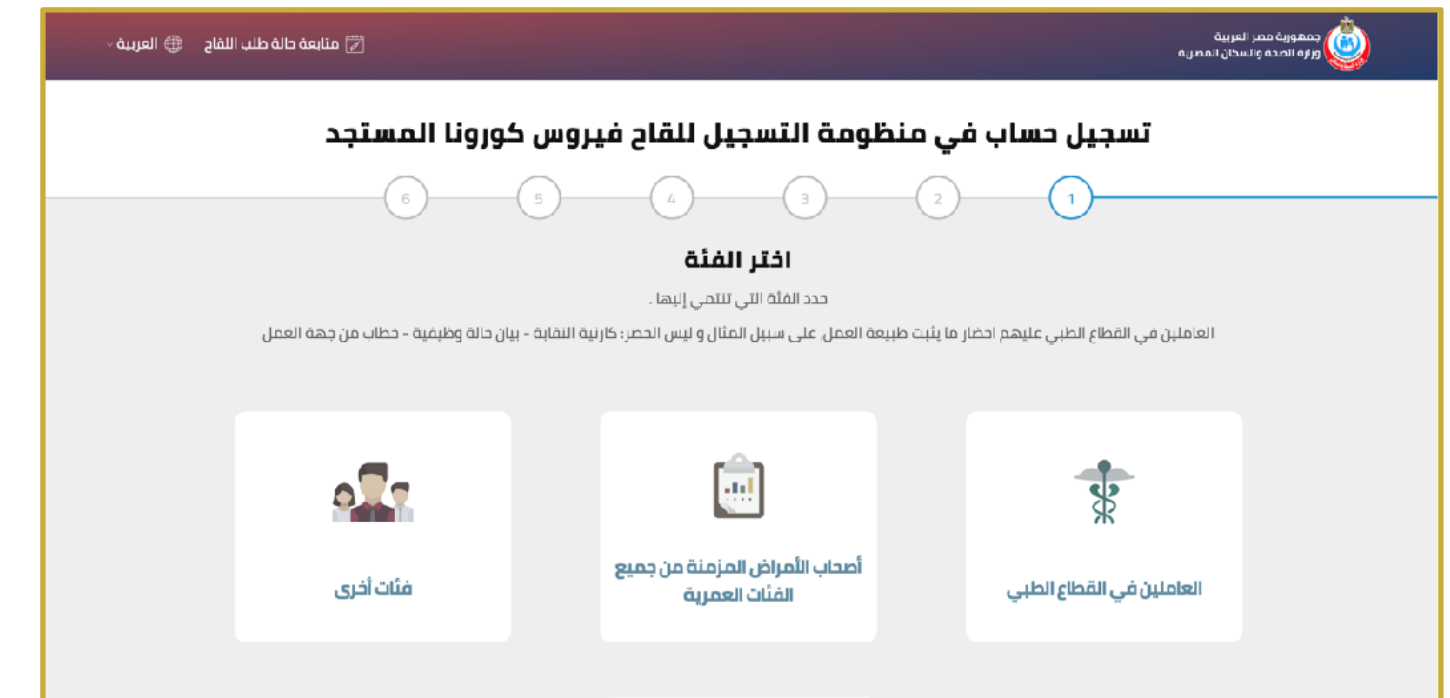 جمهورية مصر العربية
وزارة الصحة والسكان المصرية
متابعة حالة طلب اللقاح
العربية
تسجيل حساب في منظومة التسجيل للقاح فيروس كورونا المستجد
1 2 3 4 5 6
اختر الفئة
حدد الفئة التي تنتمي إليها .
العاملين في القطاع الطبي عليهم احضار ما يثبت طبيعة العمل, على سبيل المثال و ليس الحصر: كارنية النقابة - بيان حالة وظيفية - خطاب من جهة العمل
العاملين في القطاع الطبي
أصحاب الأمراض المزمنة من جميع
الفئات العمرية
فئات أخرى